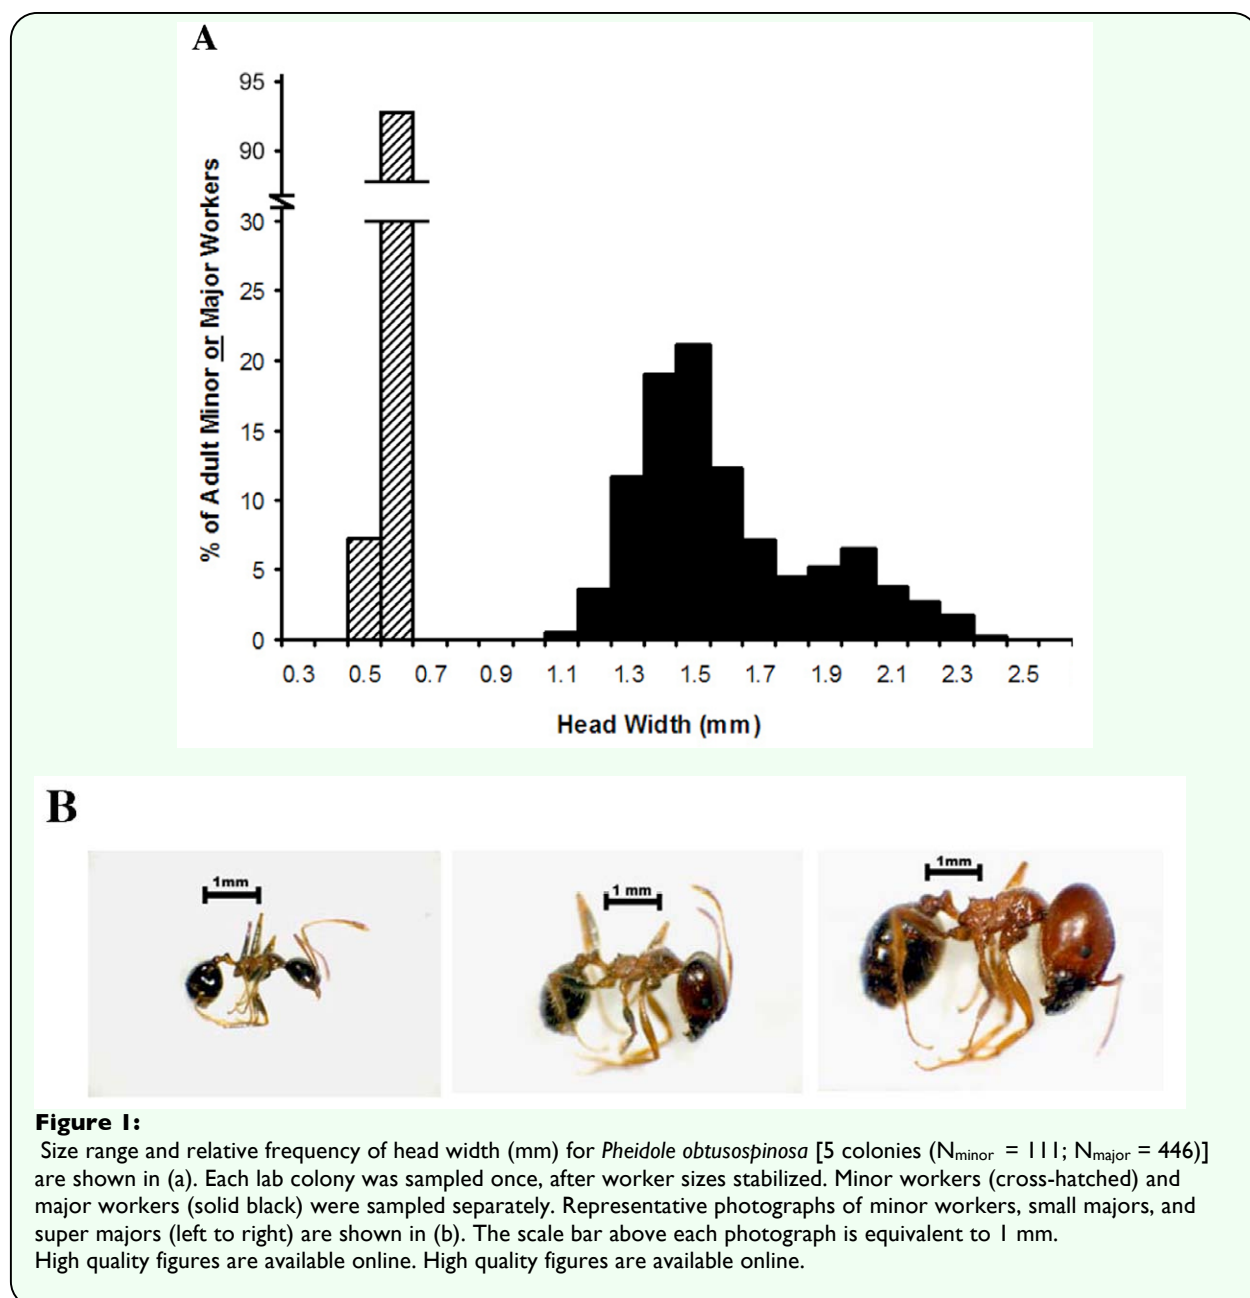 A
95
90
30
25
20
15
10
5
0
% of Adult Minor or Major Workers
0.3 0.5 0.7 0.9 1.1 1.3 1.5 1.7 1.9 2.1 2.3 2.5
Head Width (mm)
B
1mm
1 mm
1mm
Figure 1:
Size range and relative frequency of head width (mm) for Pheidole obtusospinosa [5 colonies (Nminor = 111; Nmajor = 446)]
are shown in (a). Each lab colony was sampled once, after worker sizes stabilized. Minor workers (cross-hatched) and
major workers (solid black) were sampled separately. Representative photographs of minor workers, small majors, and
super majors (left to right) are shown in (b). The scale bar above each photograph is equivalent to 1 mm.
High quality figures are available online. High quality figures are available online.